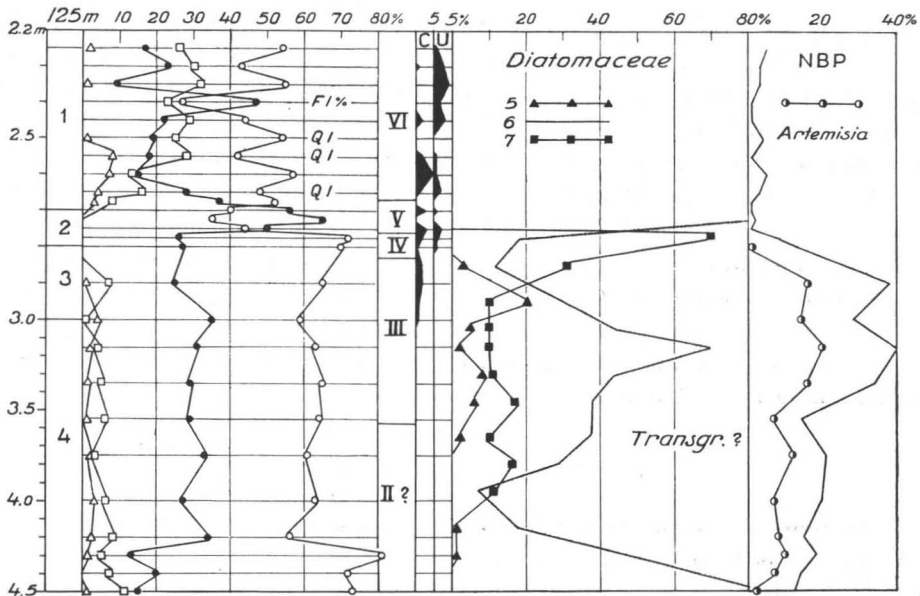 125m 10 20 30 40 50 60 70 80% C 5 U 5.5% 20 40 60 80% 20 40%
2.2m
2.5
3.0
3.5
4.0
4.5
1
2
3
4
F1%
Q1
Q1
Q1
VI
V
IV
III
II ?
Diatomaceae
5
6
7
Transgr. ?
NBP
Artemisia